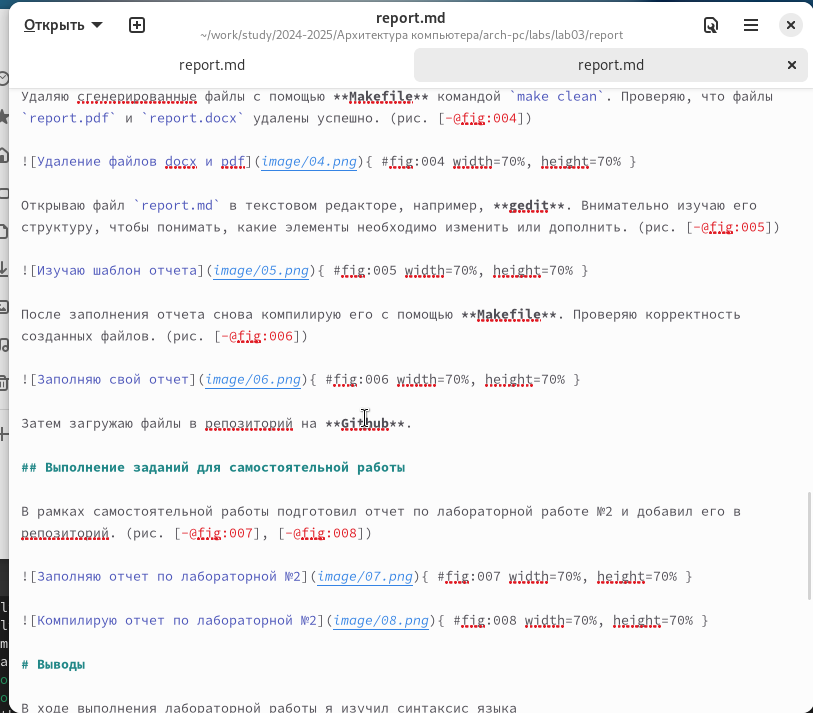 Открыть
report.md
~/work/study/2024-2025/Архитектура компьютера/arch-pc/labs/lab03/report
report.md
report.md
Удаляю сгенерированные файлы с помощью **Makefile** командой `make clean`. Проверяю, что файлы
`report.pdf` и `report.docx` удалены успешно. (рис. [-@fig:004])
![Удаление файлов docx и pdf](image/04.png){ #fig:004 width=70%, height=70% }
Открываю файл `report.md` в текстовом редакторе, например, **gedit**. Внимательно изучаю его
структуру, чтобы понимать, какие элементы необходимо изменить или дополнить. (рис. [-@fig:005])
![Изучаю шаблон отчета](image/05.png){ #fig:005 width=70%, height=70% }
После заполнения отчета снова компилирую его с помощью **Makefile**. Проверяю корректность
созданных файлов. (рис. [-@fig:006])
![Заполняю свой отчет](image/06.png){ #fig:006 width=70%, height=70% }
Затем загружаю файлы в репозиторий на **Github**.
## Выполнение заданий для самостоятельной работы
В рамках самостоятельной работы подготовил отчет по лабораторной работе №2 и добавил его в
репозиторий. (рис. [-@fig:007], [-@fig:008])
![Заполняю отчет по лабораторной №2](image/07.png){ #fig:007 width=70%, height=70% }
![Компилирую отчет по лабораторной №2](image/08.png){ #fig:008 width=70%, height=70% }
# Выводы
В ходе выполнения лабораторной работы я изучил синтаксис языка